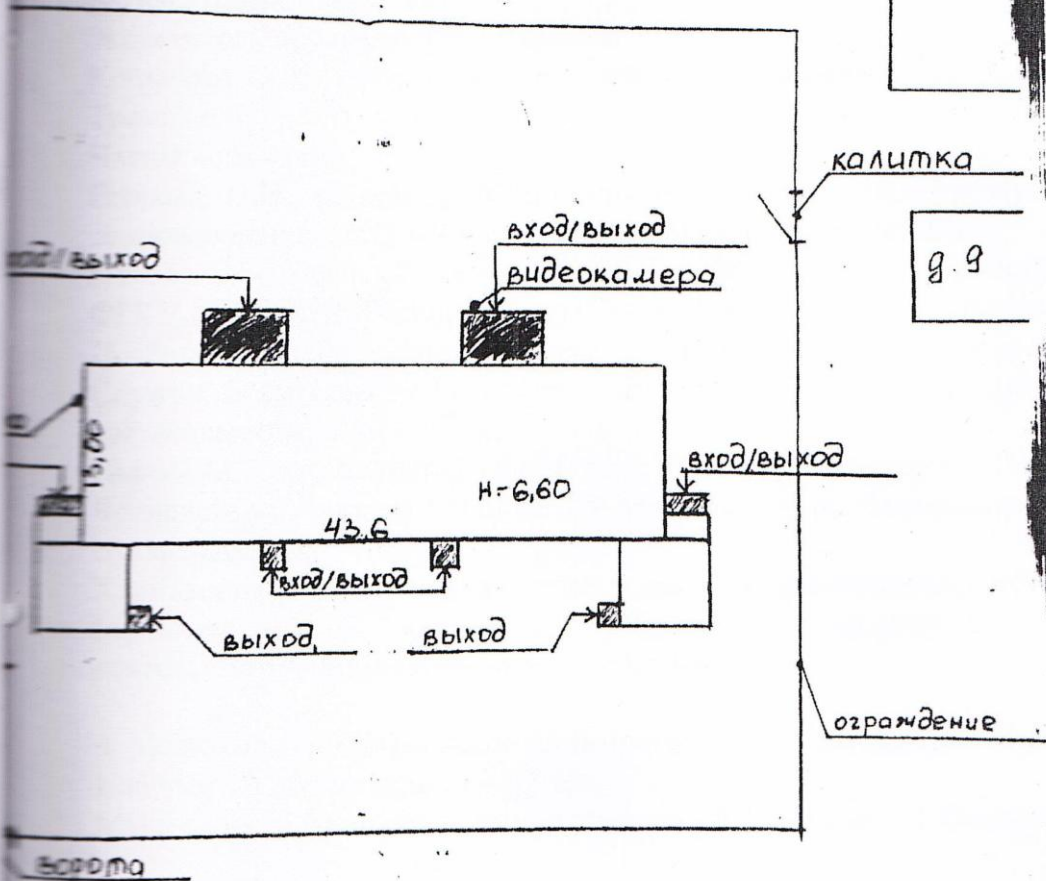 калитка
вход/выход
вход/выход
видеокамера
д.9
13,00
Н-6,60
вход/выход
43,6
вход/выход
выход
выход
ограждение
ворота